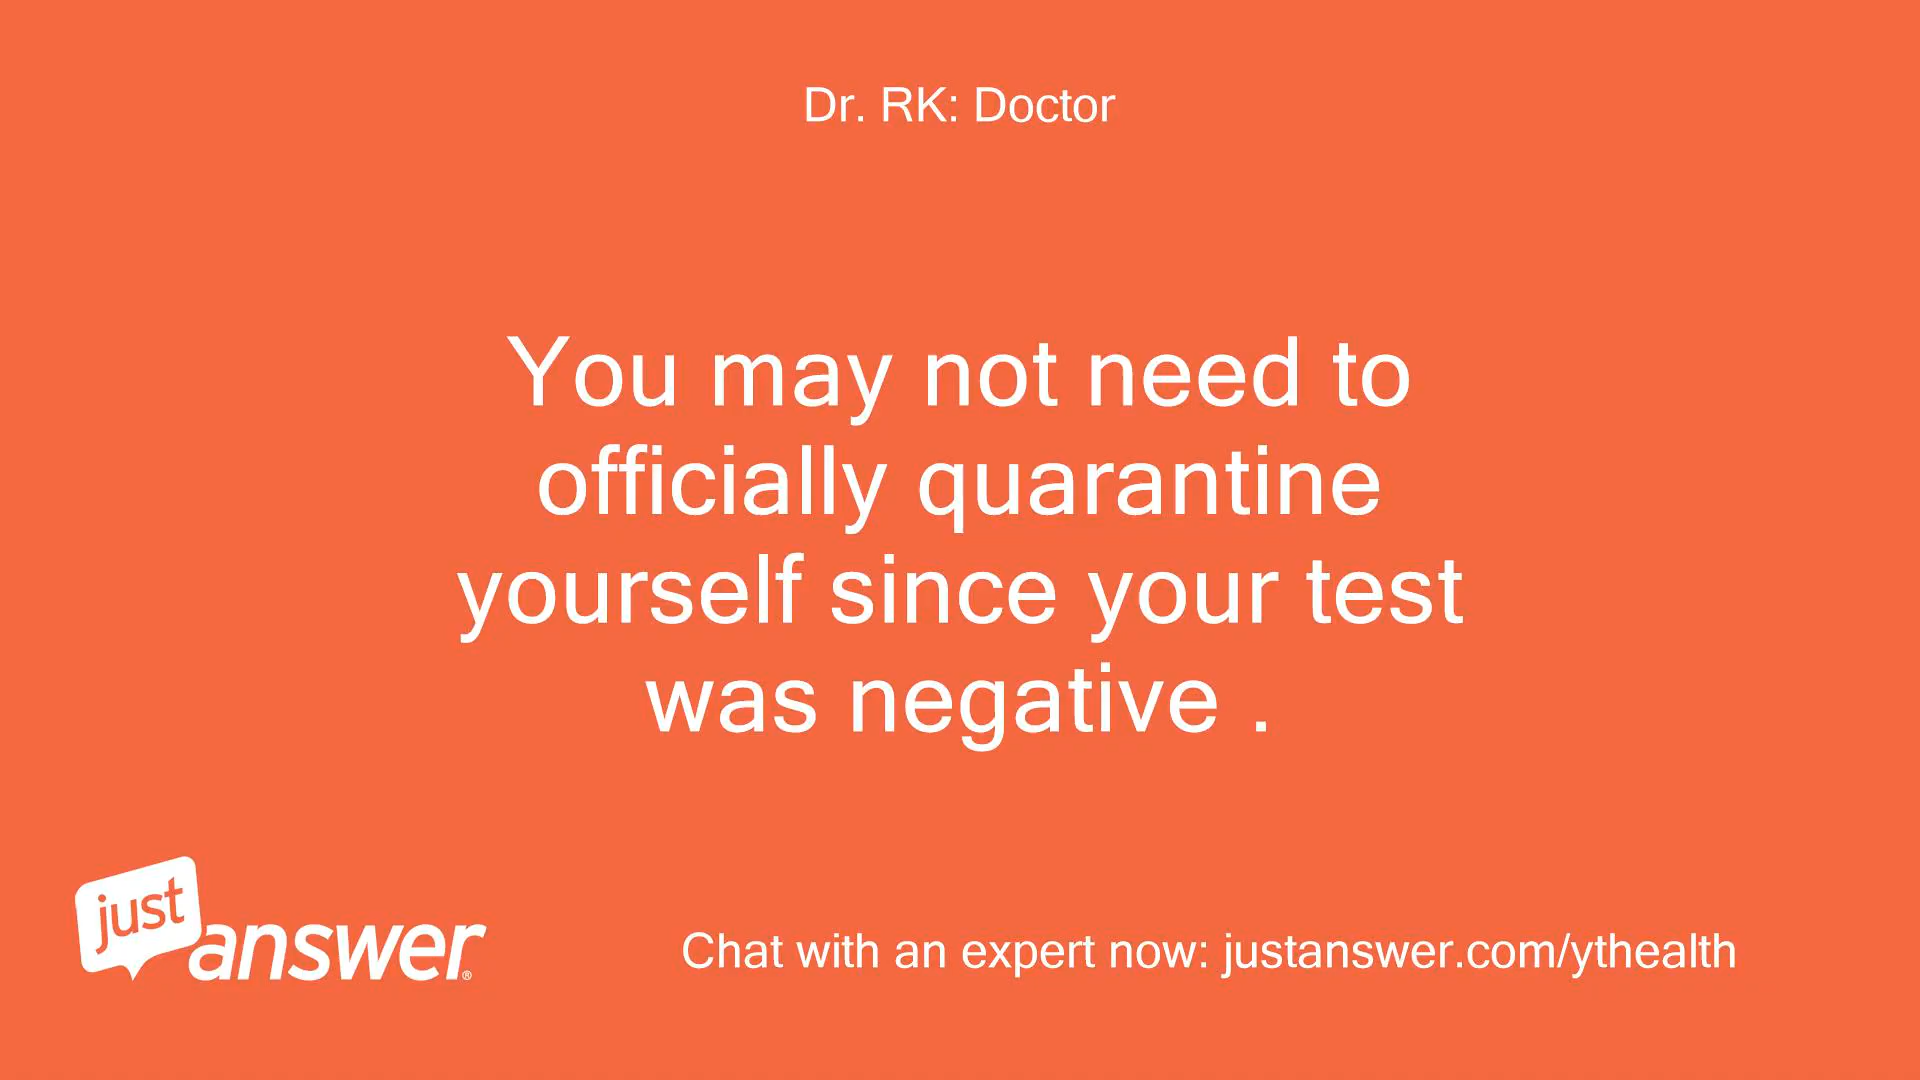 Dr. RK: Doctor
You may not need to
officially quarantine
yourself since your test
was negative .
just
answer®
Chat with an expert now: justanswer.com/ythealth